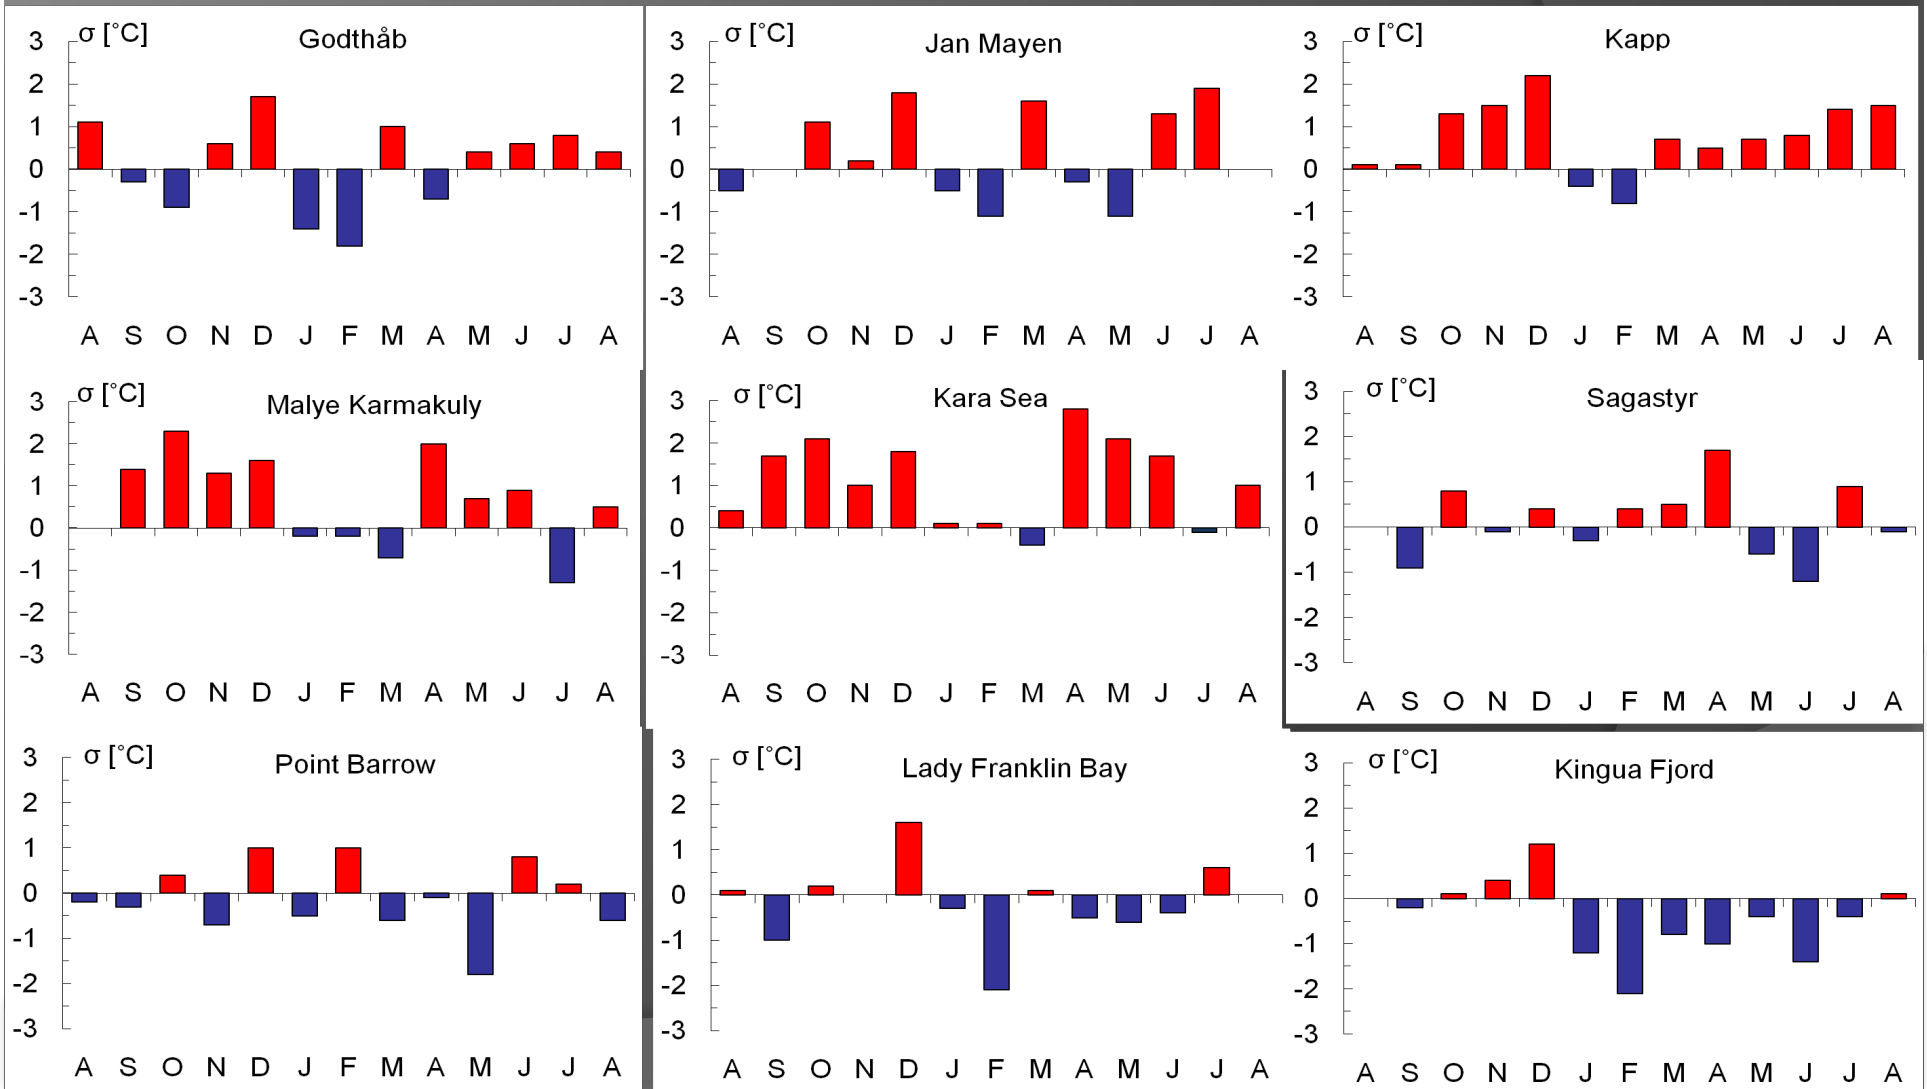 σ [°C]
Godthåb
3
2
1
0
-1
-2
-3
A S O N D J F M A M J J A
σ [°C]
Jan Mayen
3
2
1
0
-1
-2
-3
A S O N D J F M A M J J A
σ [°C]
Kapp
3
2
1
0
-1
-2
-3
A S O N D J F M A M J J A
σ [°C]
Malye Karmakuly
3
2
1
0
-1
-2
-3
A S O N D J F M A M J J A
σ [°C]
Kara Sea
3
2
1
0
-1
-2
-3
A S O N D J F M A M J J A
σ [°C]
Sagastyr
3
2
1
0
-1
-2
-3
A S O N D J F M A M J J A
σ [°C]
Point Barrow
3
2
1
0
-1
-2
-3
A S O N D J F M A M J J A
σ [°C]
Lady Franklin Bay
3
2
1
0
-1
-2
-3
A S O N D J F M A M J J A
σ [°C]
Kingua Fjord
3
2
1
0
-1
-2
-3
A S O N D J F M A M J J A